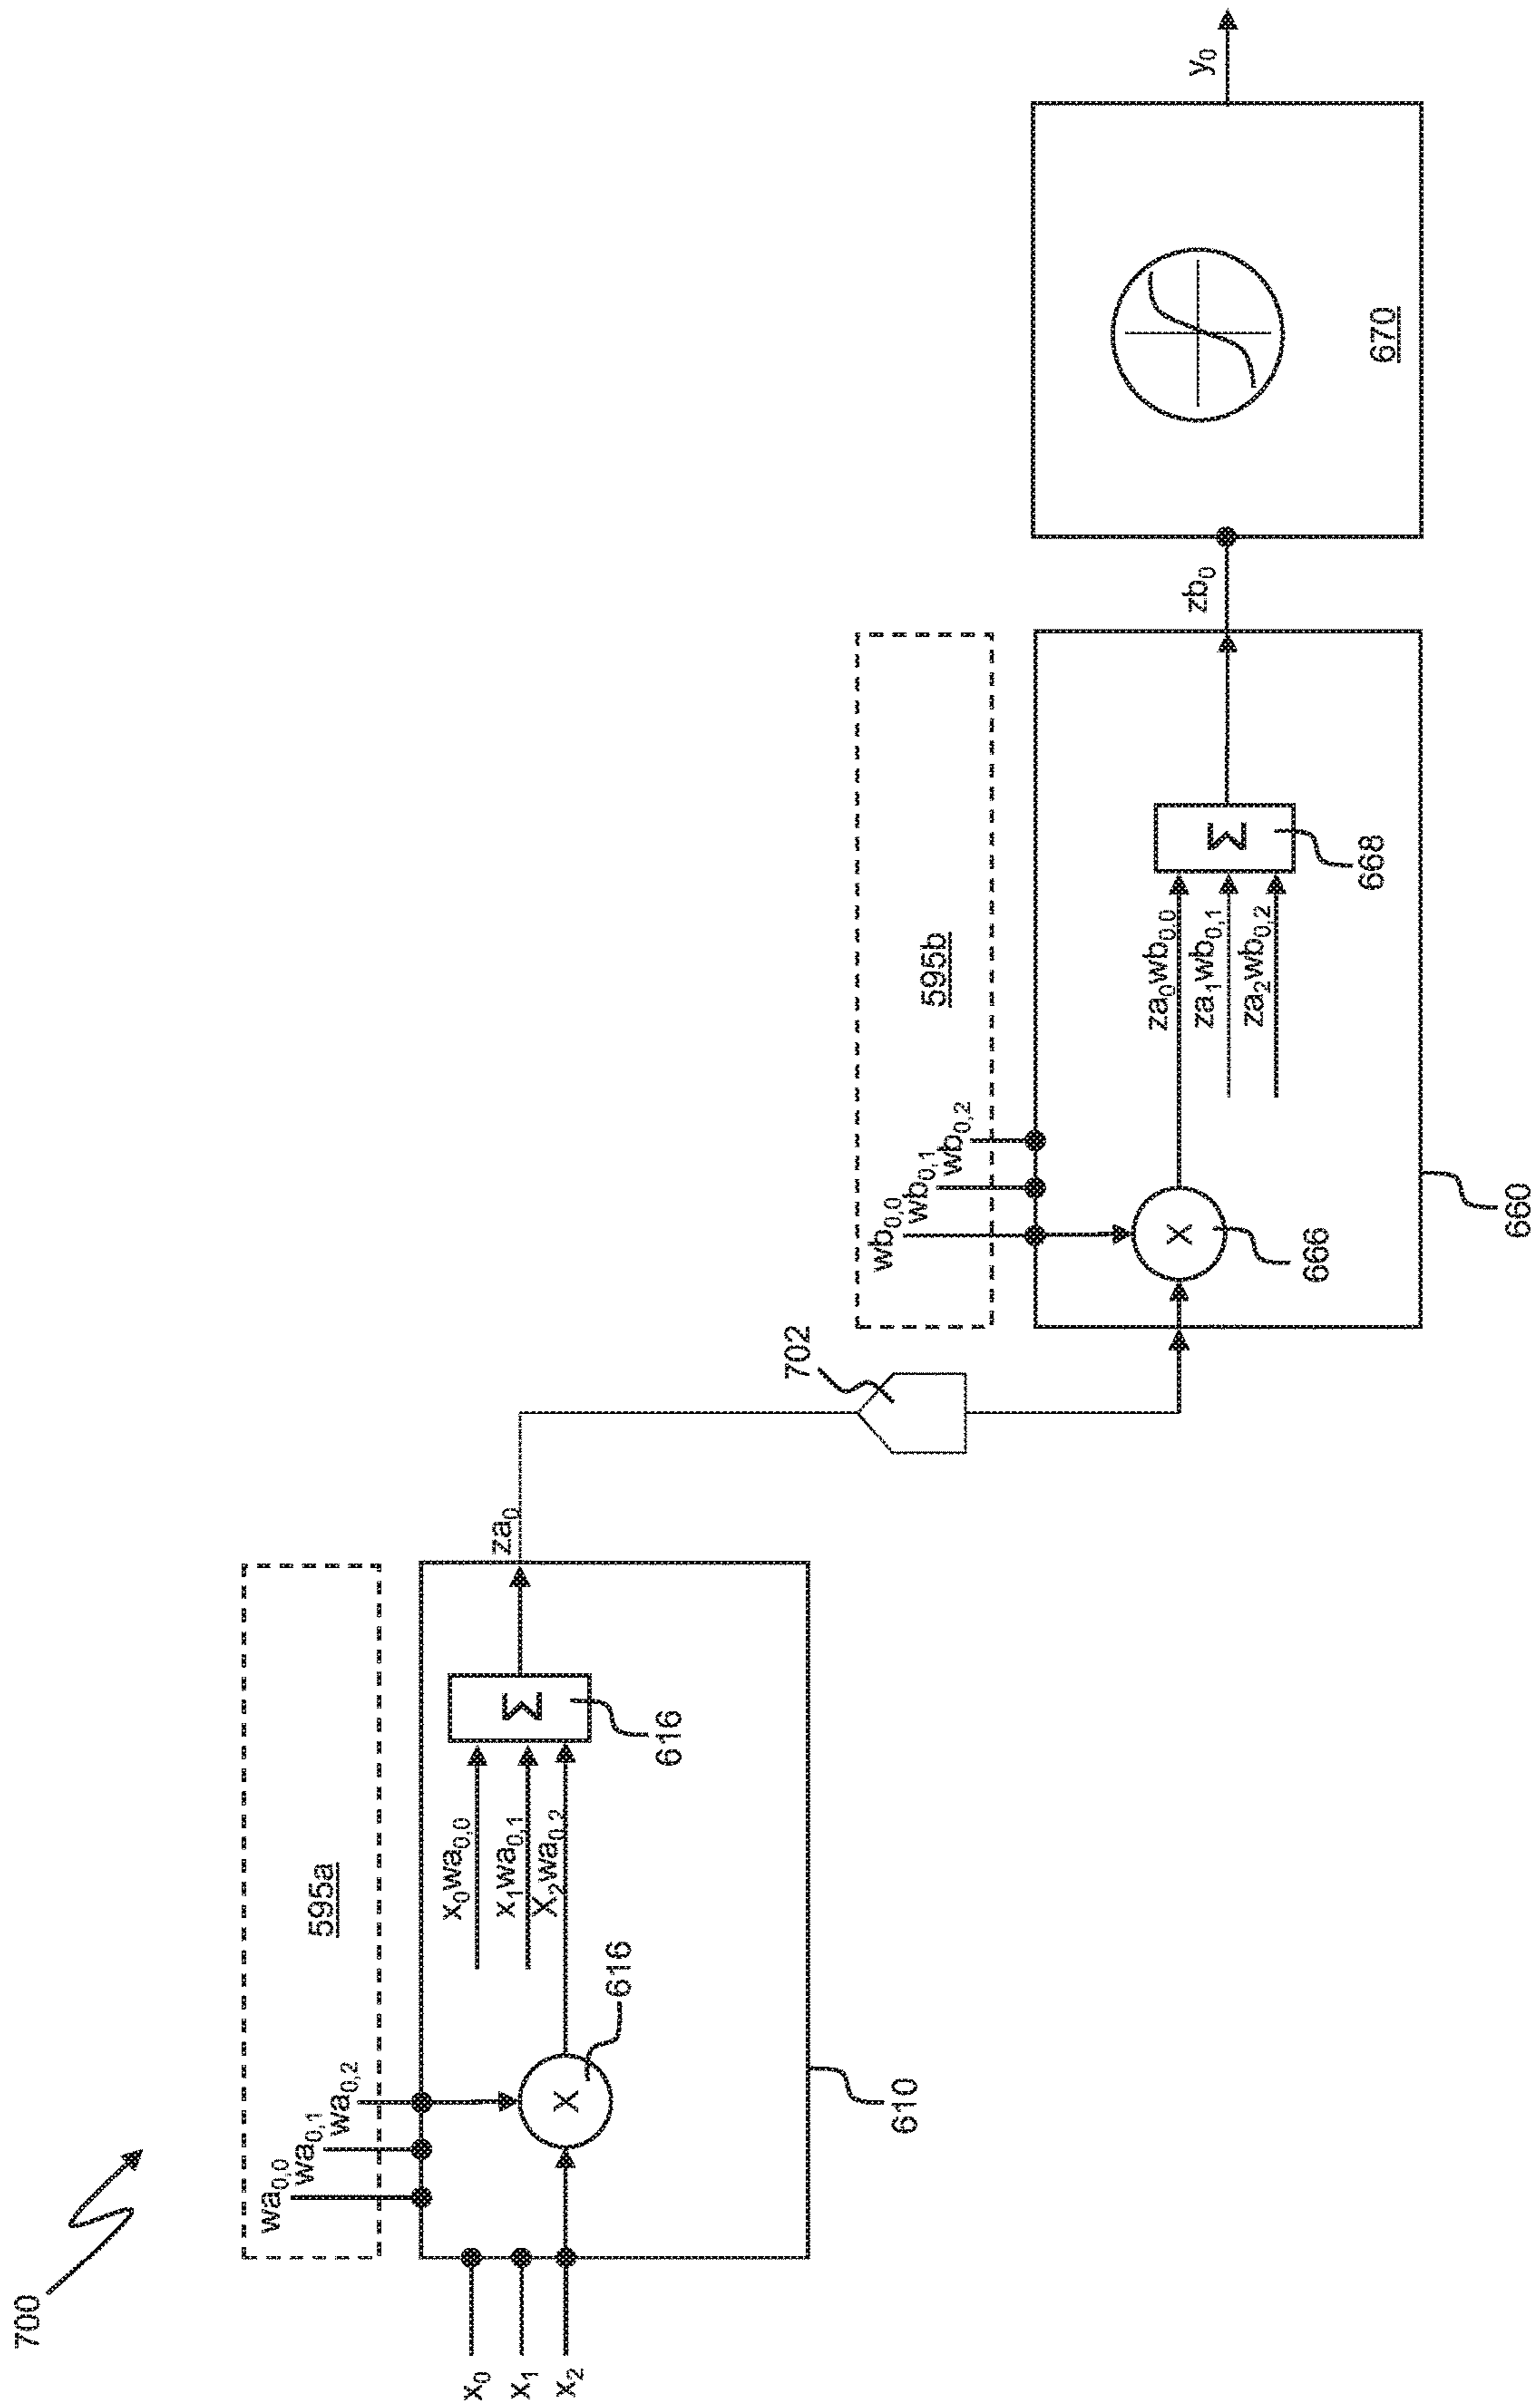 700
595a
wa0,0
wa0,1
wa0,2
x0
x1
x2
X
616
x0wa0,0
x1wa0,1
X2wa0,2
Σ
616
610
za0
702
595b
wb0,0
wb0,1
wb0,2
X
666
za0wb0,0
za1wb0,1
za2wb0,2
Σ
668
660
zb0
670
y0